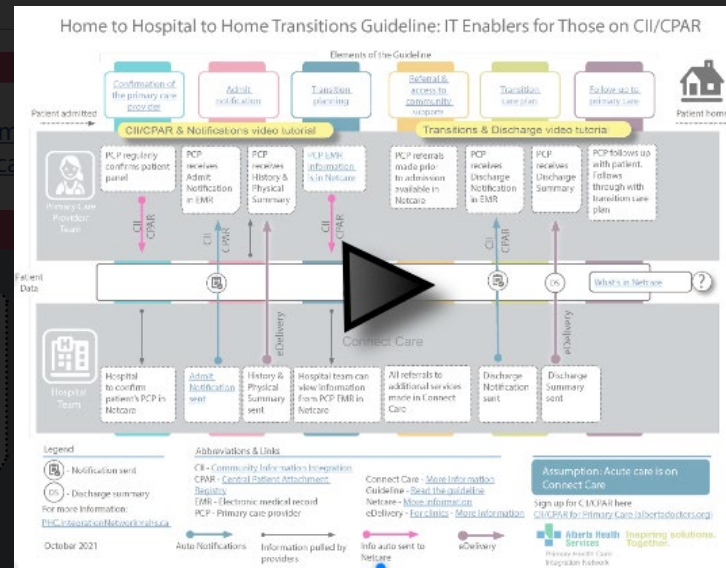 Home to Hospital to Home Transitions Guideline: IT Enablers for Those on CII/CPAR
Elements of the Guideline
Patient admitted
Confirmation of
the primary care
provider
Admit
notification
Transition
planning
Referral &
access to
community
supports
Transition
care plan
Follow-up to
primary care
Patient home
CII/CPAR & Notifications video tutorial
Transitions & Discharge video tutorial
Primary Care
Provider
Team
PCP regularly
confirms patient
panel
PCP
receives
Admit
Notification
in EMR
PCP
receives
History &
Physical
Summary
PCP EMR
information
is in Netcare
PCP referrals
made prior
to admission
available in
Netcare
PCP
receives
Discharge
Notification
in EMR
PCP
receives
Discharge
Summary
PCP follows up
with patient.
Follows
through with
transition care
plan
CII
CPAR
CII
CPAR
CII
CPAR
CII
CPAR
Patient
Data
DS
What's in Netcare
?
Connect Care
eDelivery
eDelivery
Hospital
Team
Hospital
to confirm
patient's PCP in
Netcare
Admit
Notification
sent
History &
Physical
Summary
sent
Hospital team can
view information
from PCP EMR in
Netcare
All referrals to
additional services
made in Connect
Care
Discharge
Notification
sent
Discharge
Summary
sent
Legend
- Notification sent
DS - Discharge summary
For more information:
PHC.IntegrationNetwork@ahs.ca
October 2021
Abbreviations & Links
CII - Community Information Integration
CPAR - Central Patient Attachment
Registry
EMR - Electronic medical record
PCP - Primary care provider
Connect Care - More information
Guideline - Read the guideline
Netcare - More information
eDelivery - For clinics - More Information
Auto Notifications
Information pulled by
providers
Info auto sent to
Netcare
eDelivery
Assumption: Acute care is on
Connect Care
Sign up for CII/CPAR here
CII/CPAR for Primary Care (albertadoctors.org)
Alberta Health
Services
Inspiring solutions.
Together.
Primary Health Care
Integration Network